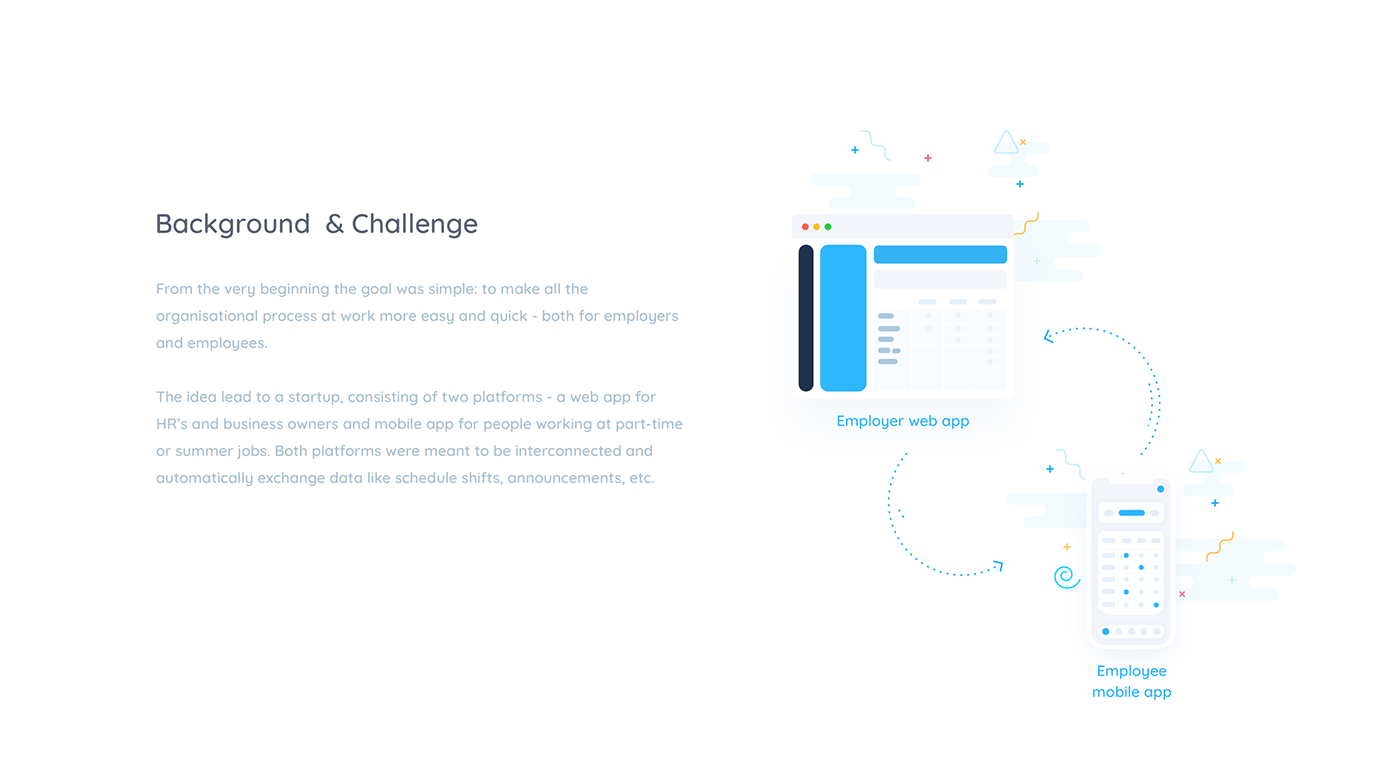 Background & Challenge
From the very beginning the goal was simple: to make all the
organisational process at work more easy and quick - both for employers
and employees.
The idea lead to a startup, consisting of two platforms - a web app for
HR's and business owners and mobile app for people working at part-time
or summer jobs. Both platforms were meant to be interconnected and
automatically exchange data like schedule shifts, announcements, etc.
Employer web app
Employee
mobile app